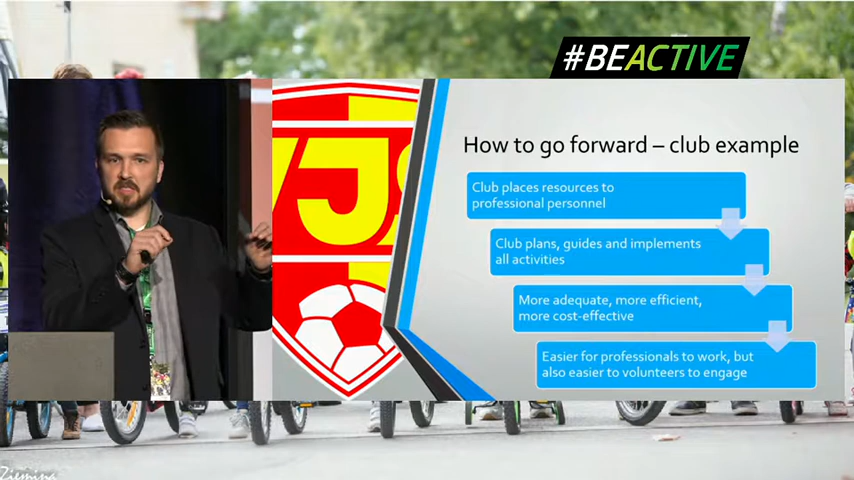 #BEACTIVE
VJS
How to go forward – club example
Club places resources to
professional personnel
Club plans, guides and implements
all activities
More adequate, more efficient,
more cost-effective
Easier for professionals to work, but
also easier to volunteers to engage
Ziemina